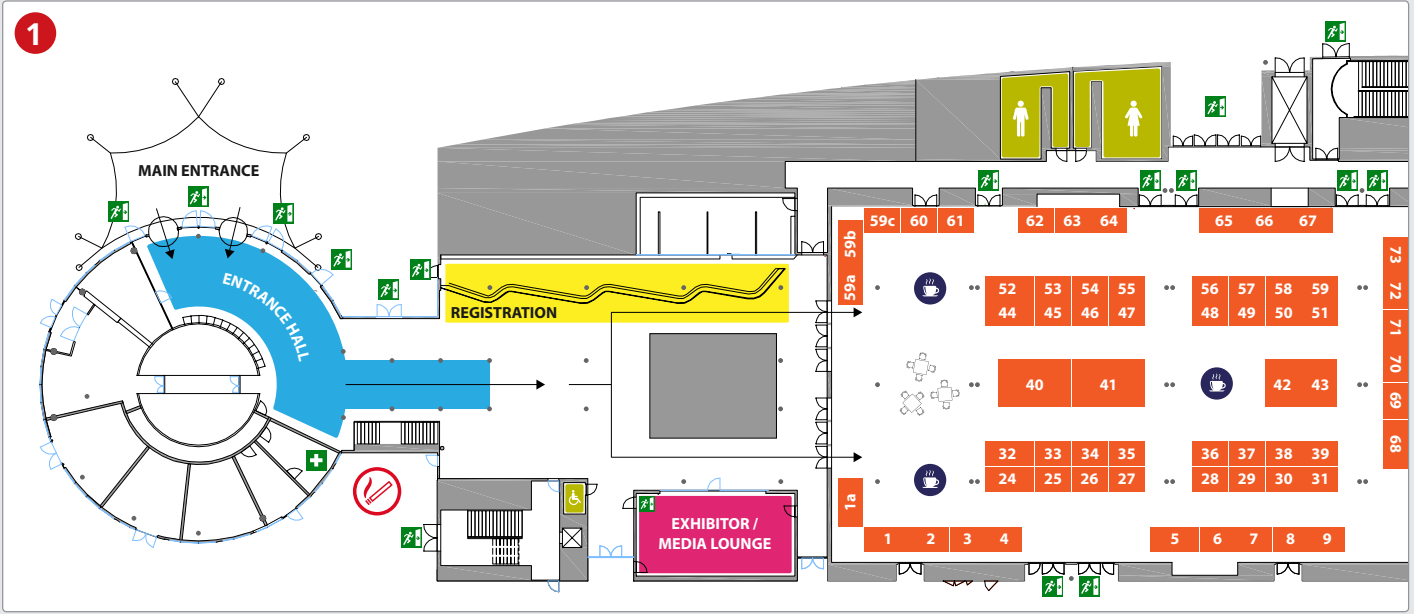 1
MAIN ENTRANCE
ENTRANCE HALL
REGISTRATION
EXHIBITOR /
MEDIA LOUNGE
59c 60 61
62 63 64
65 66 67
59b
59a
73
72
71
70
69
68
52 53 54 55
44 45 46 47
56 57 58 59
48 49 50 51
40 41
42 43
32 33 34 35
24 25 26 27
36 37 38 39
28 29 30 31
1a
1 2 3 4
5 6 7 8 9